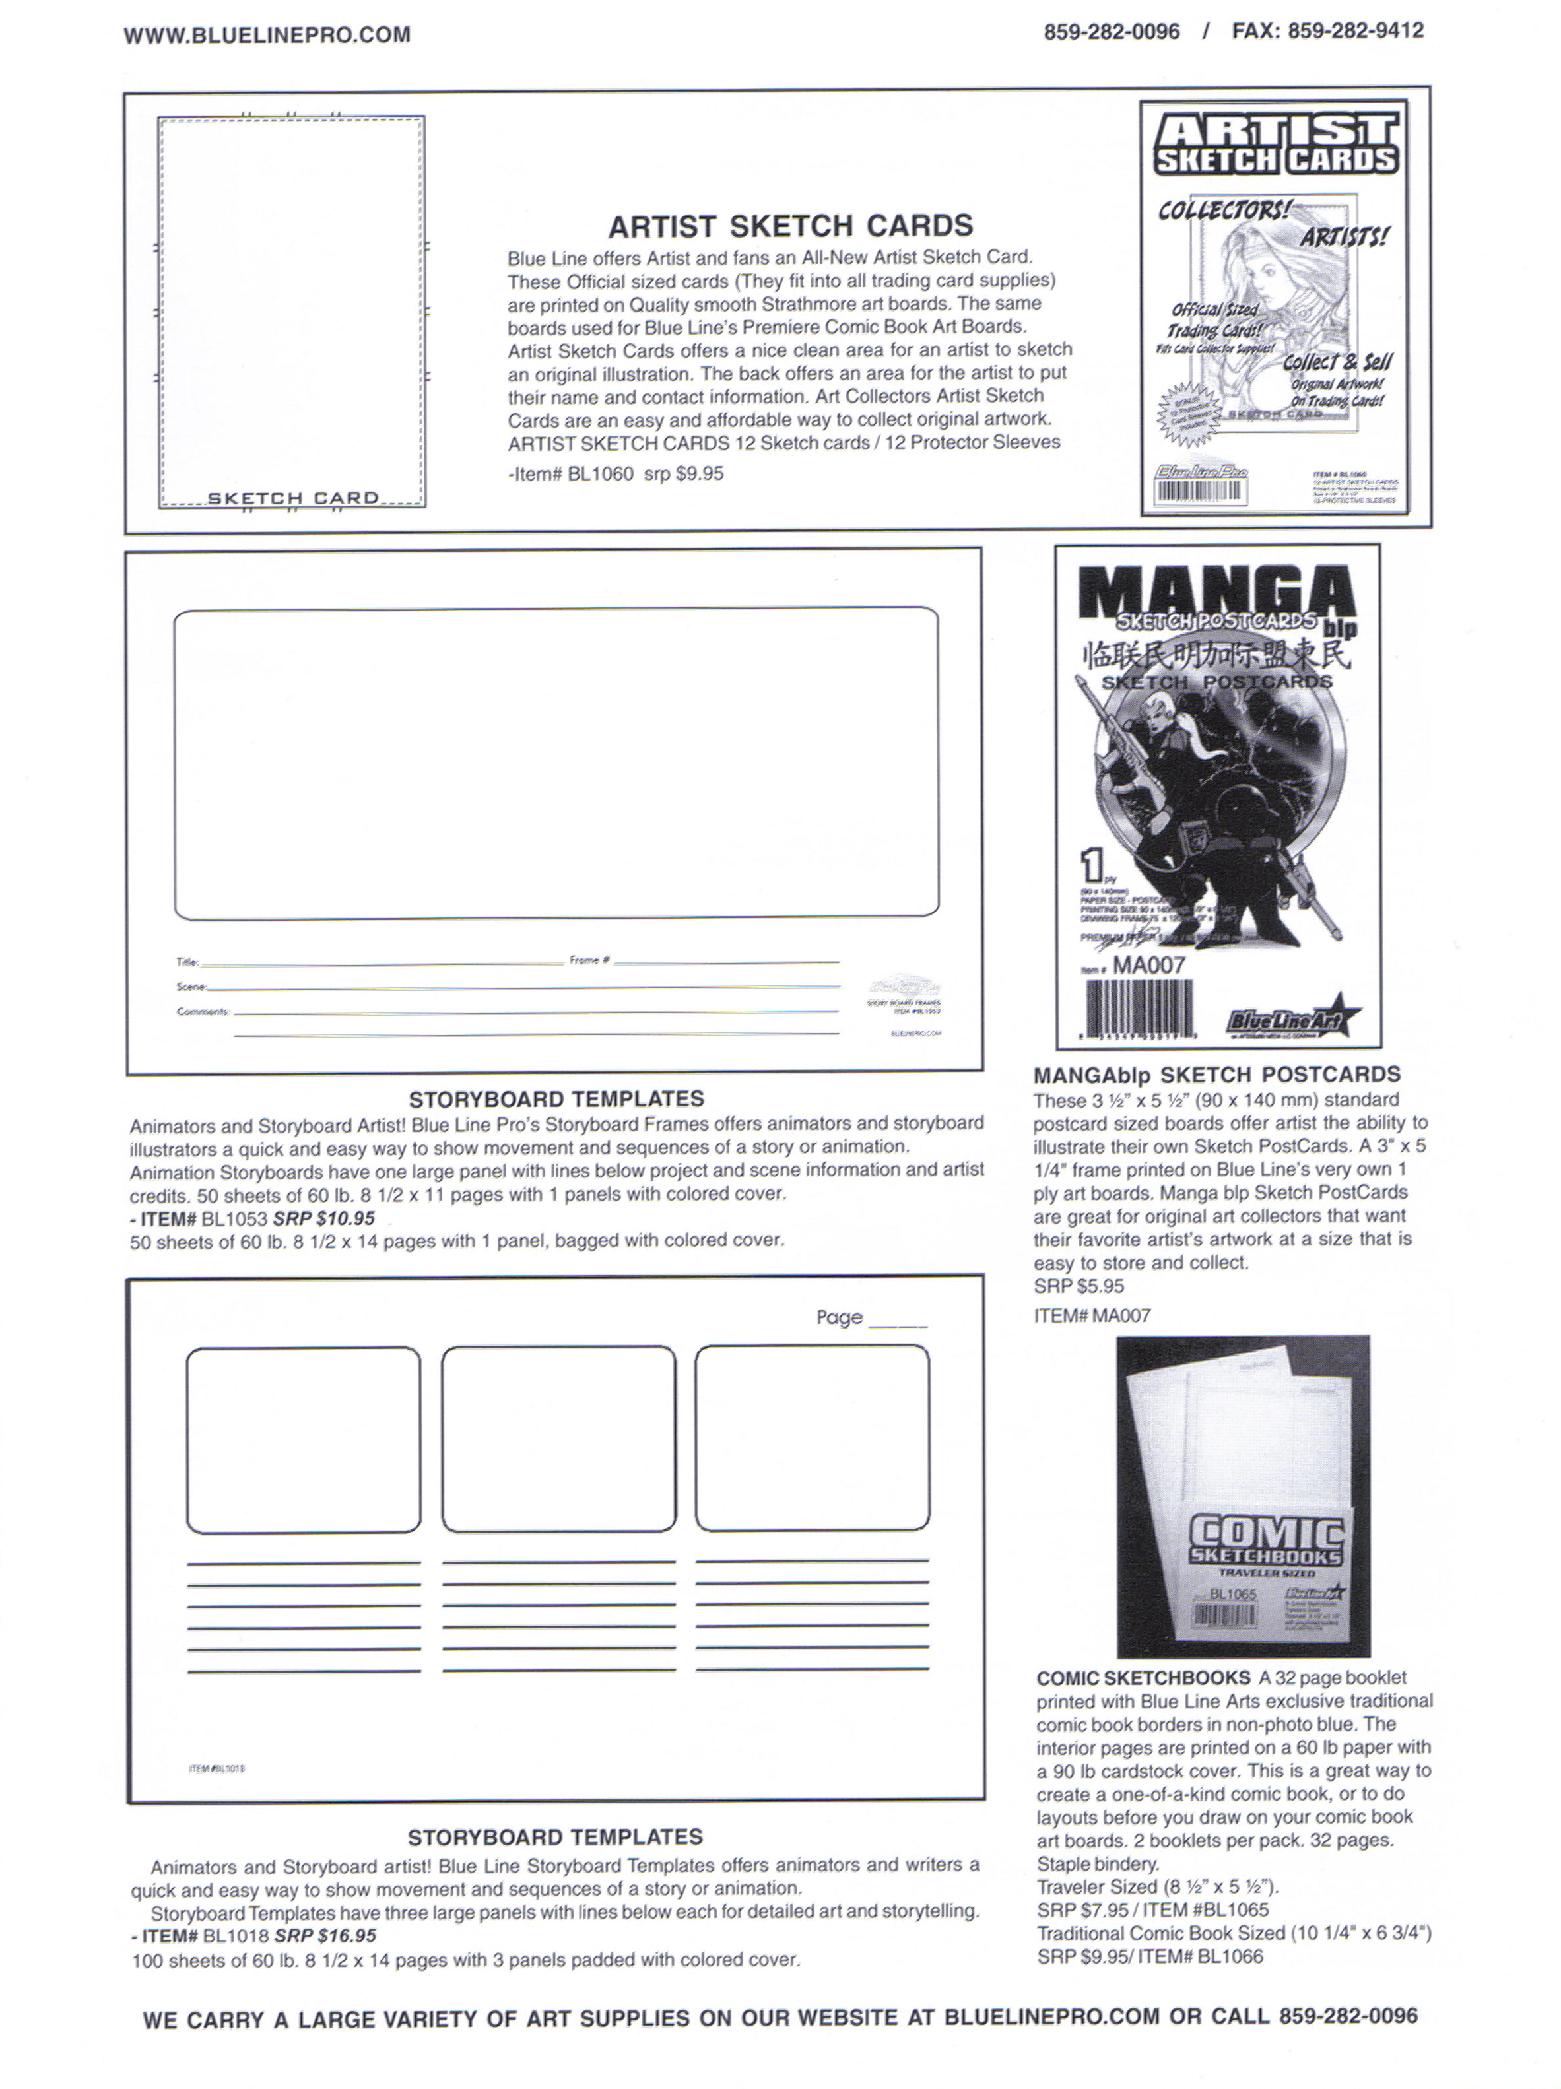 WWW.BLUELINEPRO.COM
859-282-0096 / FAX: 859-282-9412
SKETCH CARD
ARTIST SKETCH CARDS
Blue Line offers Artist and fans an All-New Artist Sketch Card.
These Official sized cards (They fit into all trading card supplies)
are printed on Quality smooth Strathmore art boards. The same
boards used for Blue Line's Premiere Comic Book Art Boards.
Artist Sketch Cards offers a nice clean area for an artist to sketch
an original illustration. The back offers an area for the artist to put
their name and contact information. Art Collectors Artist Sketch
Cards are an easy and affordable way to collect original artwork.
ARTIST SKETCH CARDS 12 Sketch cards / 12 Protector Sleeves
-Item# BL1060 srp $9.95
ARTIST
SKETCH CARDS
COLLECTORS!
ARTISTS!
Official Sized
Trading Cards!
Fits Card Collector Supplies!
Collect & Sell
Original Artwork!
On Trading Cards!
SKETCH CARD
Blue Line Pro
ITEM # BL1060
12-ARTIST SKETCH CARDS
12-PROTECTIVE SLEEVES
Title:
Frame #
Scene:
Comments:
STORY BOARD FRAMES
ITEM #BL1053
BLUELINEPRO.COM
STORYBOARD TEMPLATES
Animators and Storyboard Artist! Blue Line Pro's Storyboard Frames offers animators and storyboard
illustrators a quick and easy way to show movement and sequences of a story or animation.
Animation Storyboards have one large panel with lines below project and scene information and artist
credits. 50 sheets of 60 lb. 8 1/2 x 11 pages with 1 panels with colored cover.
- ITEM# BL1053 SRP $10.95
50 sheets of 60 lb. 8 1/2 x 14 pages with 1 panel, bagged with colored cover.
Page
ITEM #BL1018
STORYBOARD TEMPLATES
Animators and Storyboard artist! Blue Line Storyboard Templates offers animators and writers a
quick and easy way to show movement and sequences of a story or animation.
Storyboard Templates have three large panels with lines below each for detailed art and storytelling.
- ITEM# BL1018 SRP $16.95
100 sheets of 60 lb. 8 1/2 x 14 pages with 3 panels padded with colored cover.
MANGA
SKETCH POSTCARDS
blp
临联民明加际盟東民
SKETCH POSTCARDS
1 ply
(90 x 140mm)
Item # MA007
Blue Line Art
MANGAblp SKETCH POSTCARDS
These 3 ½" x 5 ½" (90 x 140 mm) standard
postcard sized boards offer artist the ability to
illustrate their own Sketch PostCards. A 3" x 5
1/4" frame printed on Blue Line's very own 1
ply art boards. Manga blp Sketch PostCards
are great for original art collectors that want
their favorite artist's artwork at a size that is
easy to store and collect.
SRP $5.95
ITEM# MA007
COMIC
SKETCHBOOKS
TRAVELER SIZED
BL1065
Blue Line Art
COMIC SKETCHBOOKS A 32 page booklet
printed with Blue Line Arts exclusive traditional
comic book borders in non-photo blue. The
interior pages are printed on a 60 lb paper with
a 90 lb cardstock cover. This is a great way to
create a one-of-a-kind comic book, or to do
layouts before you draw on your comic book
art boards. 2 booklets per pack. 32 pages.
Staple bindery.
Traveler Sized (8 ½" x 5 ½").
SRP $7.95 / ITEM #BL1065
Traditional Comic Book Sized (10 1/4" x 6 3/4")
SRP $9.95/ ITEM# BL1066
WE CARRY A LARGE VARIETY OF ART SUPPLIES ON OUR WEBSITE AT BLUELINEPRO.COM OR CALL 859-282-0096